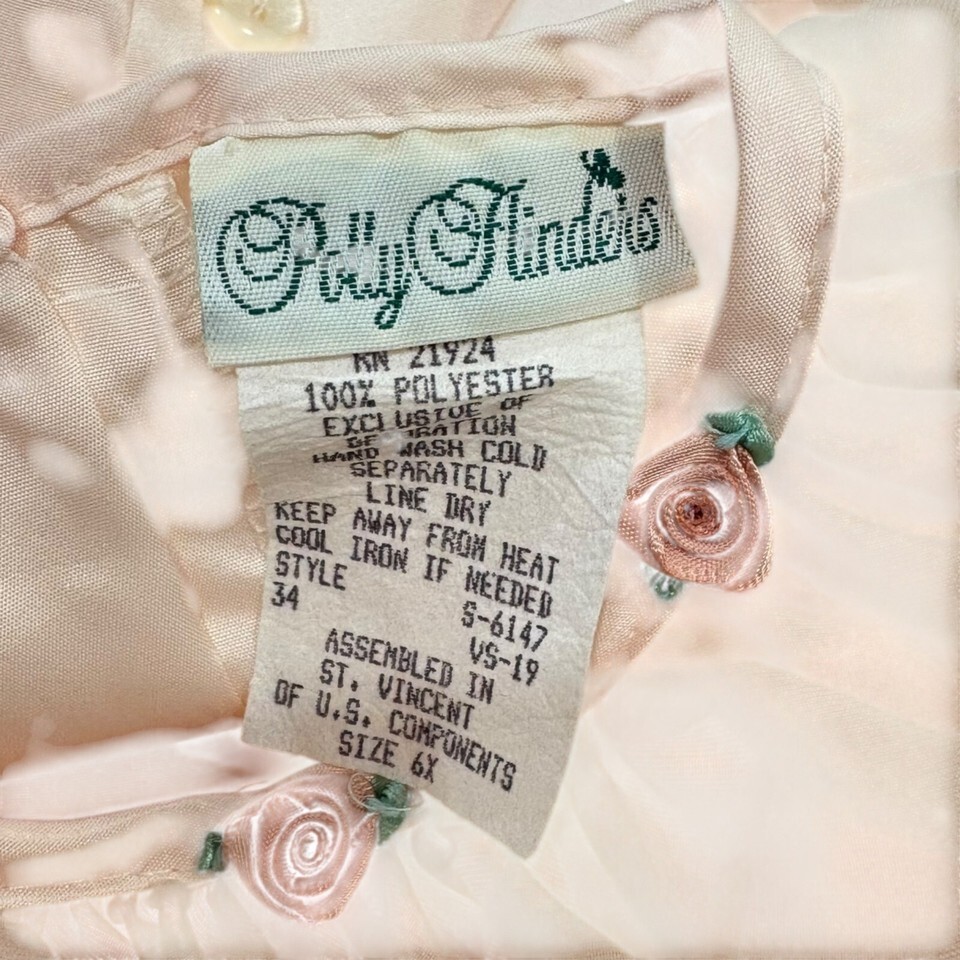 Polly Flinders
RN 21924
100% POLYESTER
EXCLUSIVE OF
HAND WASH COLD
SEPARATELY
LINE DRY
KEEP AWAY FROM HEAT
COOL IRON IF NEEDED
STYLE
S-6147
34
VS-19
ASSEMBLED IN
ST. VINCENT
OF U.S. COMPONENTS
SIZE 6X